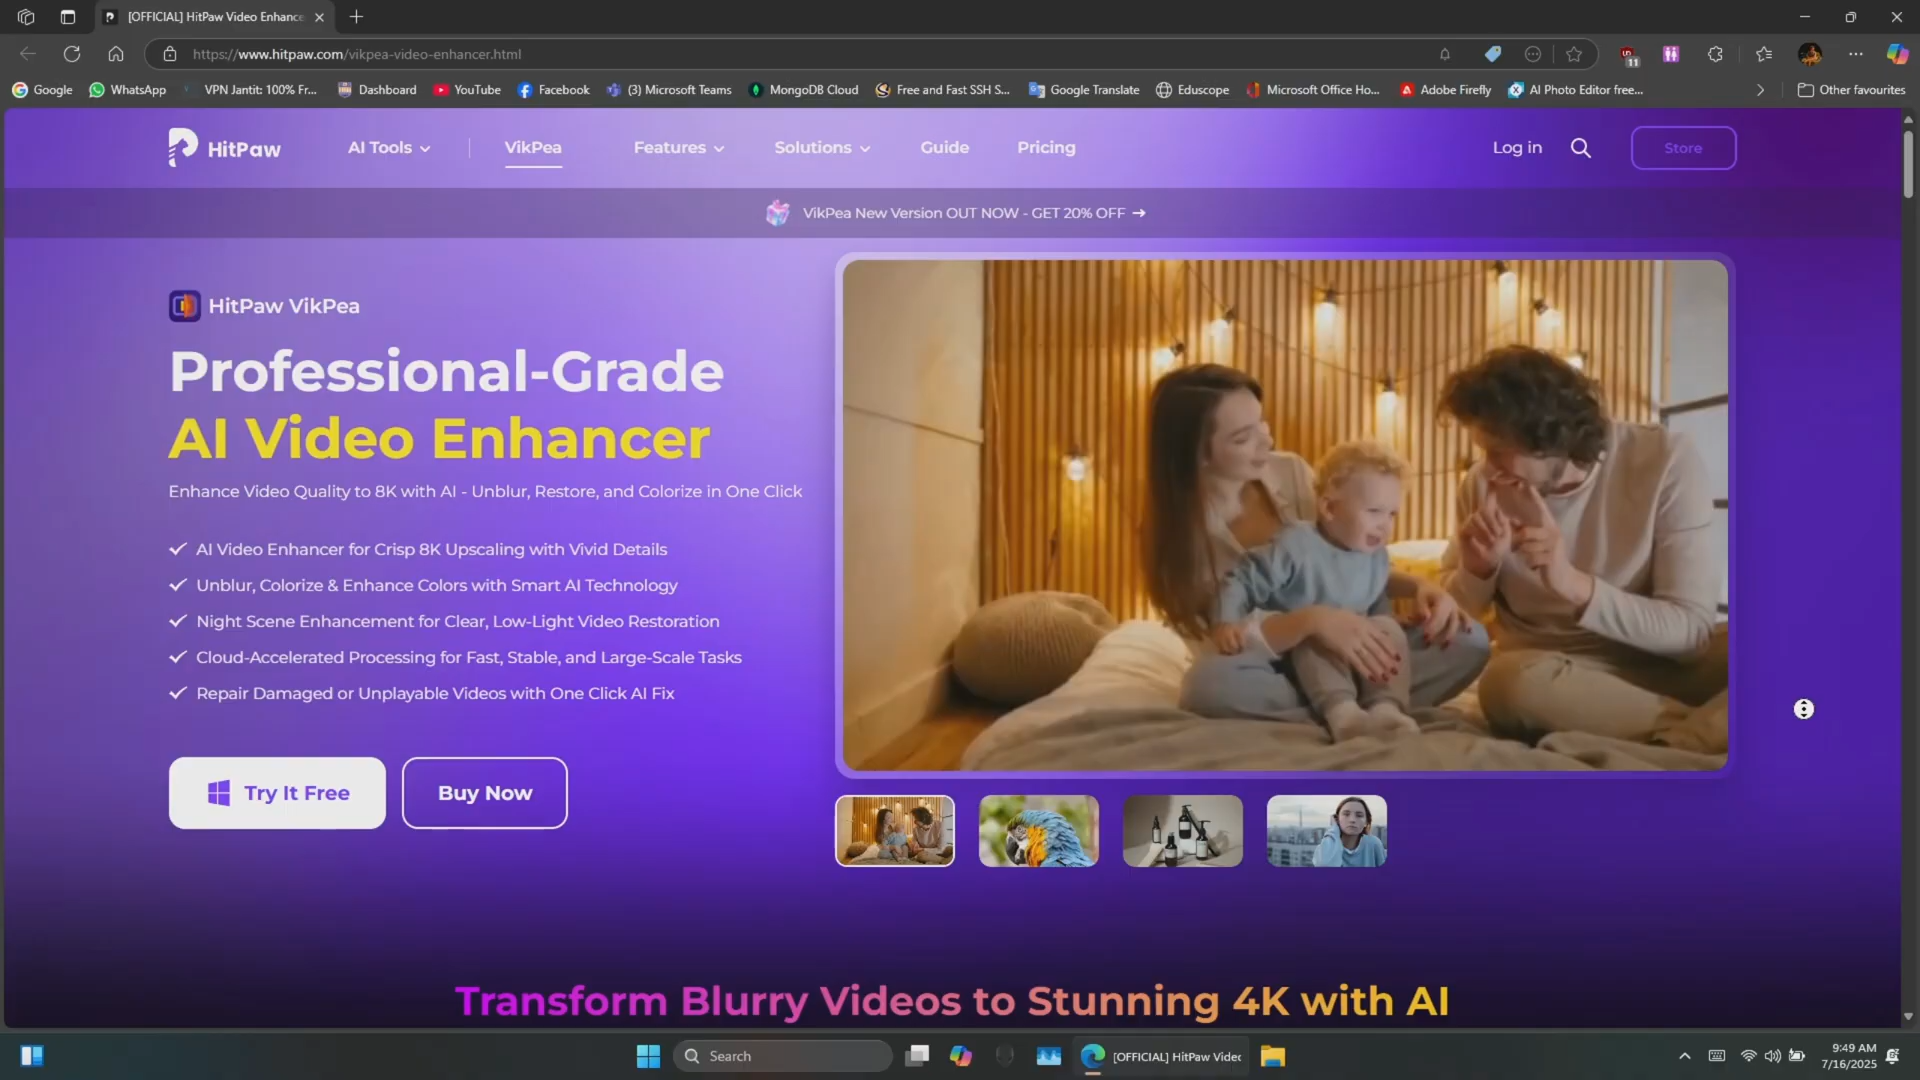 [OFFICIAL] HitPaw Video Enhance
https://www.hitpaw.com/vikpea-video-enhancer.html
11
Google
WhatsApp
VPN Jantit: 100% Fr...
Dashboard
YouTube
Facebook
(3) Microsoft Teams
MongoDB Cloud
Free and Fast SSH S...
Google Translate
Eduscope
Microsoft Office Ho...
Adobe Firefly
AI Photo Editor free...
Other favourites
HitPaw
AI Tools
VikPea
Features
Solutions
Guide
Pricing
Log in
Store
VikPea New Version OUT NOW - GET 20% OFF →
HitPaw VikPea
Professional-Grade
AI Video Enhancer
Enhance Video Quality to 8K with AI - Unblur, Restore, and Colorize in One Click
AI Video Enhancer for Crisp 8K Upscaling with Vivid Details
Unblur, Colorize & Enhance Colors with Smart AI Technology
Night Scene Enhancement for Clear, Low-Light Video Restoration
Cloud-Accelerated Processing for Fast, Stable, and Large-Scale Tasks
Repair Damaged or Unplayable Videos with One Click AI Fix
Try It Free
Buy Now
Transform Blurry Videos to Stunning 4K with AI
Search
[OFFICIAL] HitPaw Videc
9:49 AM
7/16/2025